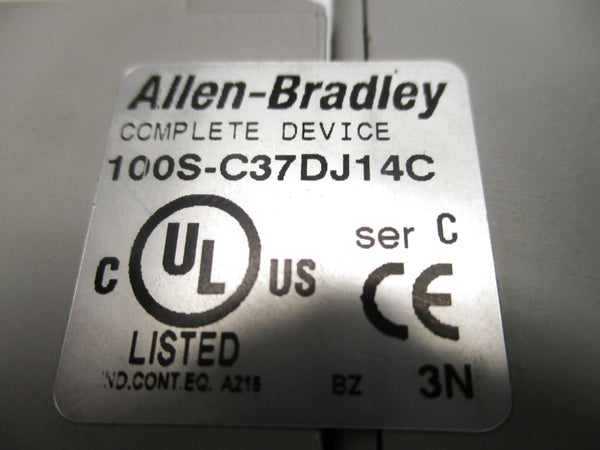 Allen-Bradley
COMPLETE DEVICE
100S-C37DJ14C
C UL US
ser C
CE
LISTED
IND.CONT.EQ. A215 BZ 3N